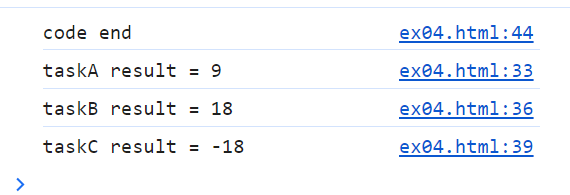 code end ex04.html:44
taskA result = 9 ex04.html:33
taskB result = 18 ex04.html:36
taskC result = -18 ex04.html:39